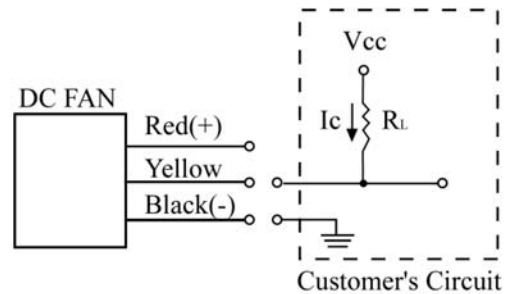 Vcc
DC FAN
Red(+)
Ic
RL
Yellow
Black(-)
Customer's Circuit